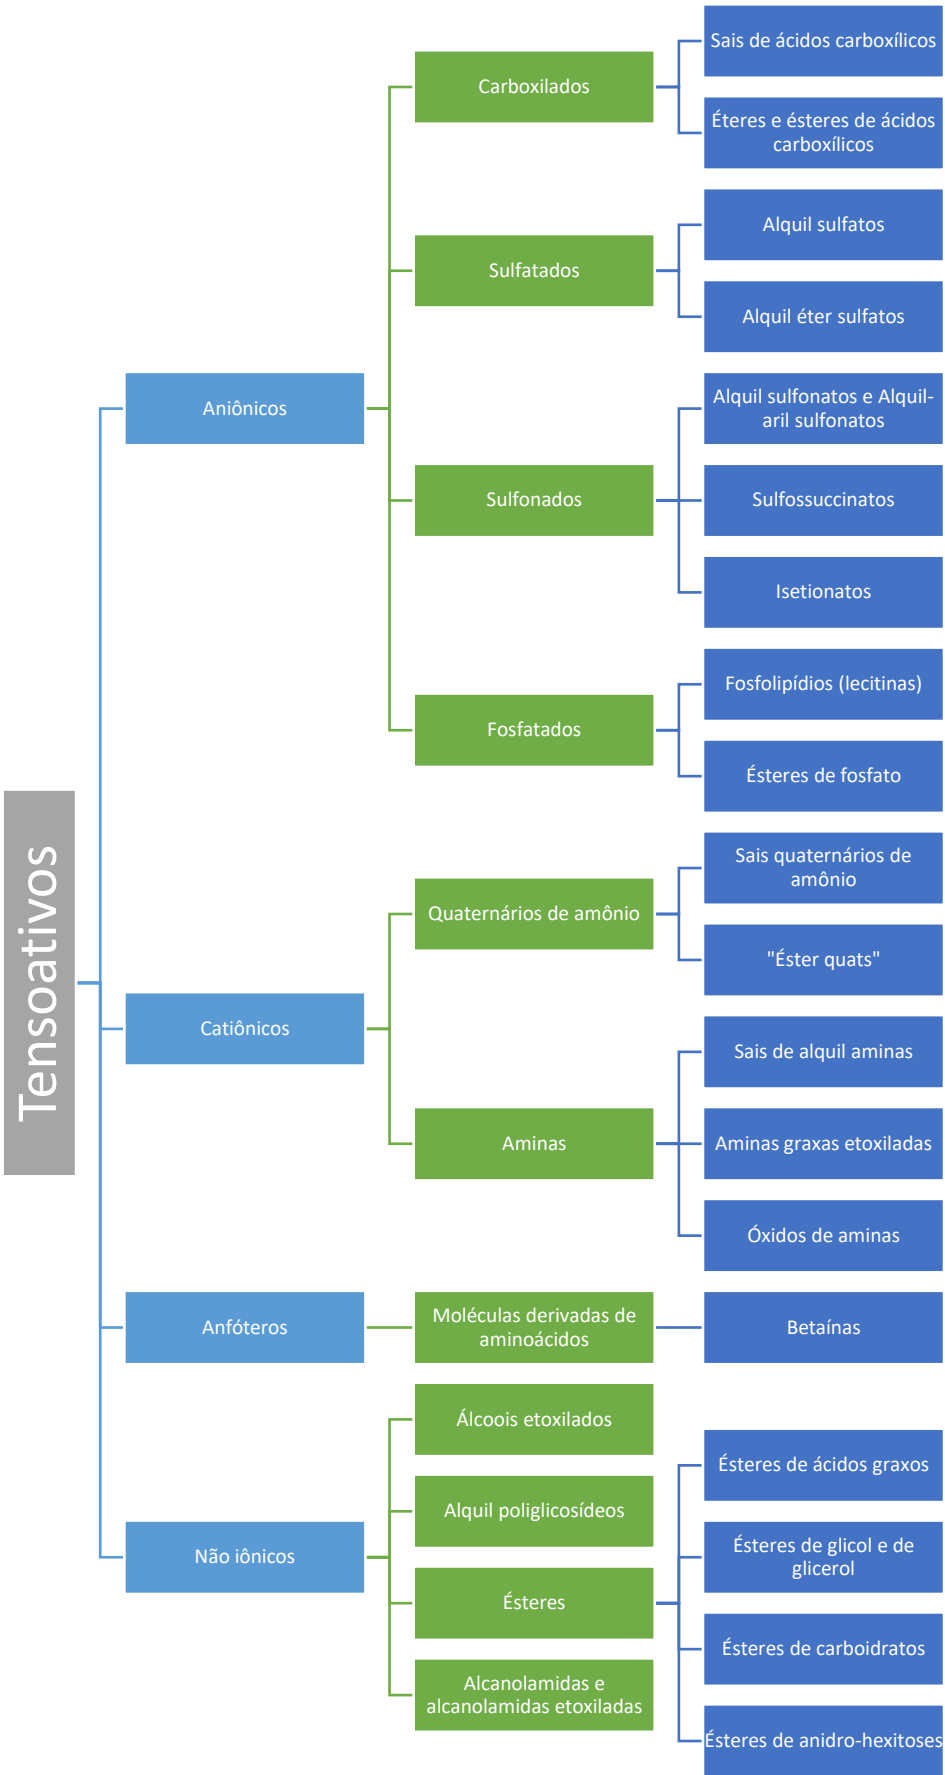 Tensoativos
Aniônicos
Carboxilados
Sais de ácidos carboxílicos
Éteres e ésteres de ácidos
carboxílicos
Sulfatados
Alquil sulfatos
Alquil éter sulfatos
Sulfonados
Alquil sulfonatos e Alquil-
aril sulfonatos
Sulfossuccinatos
Isetionatos
Fosfatados
Fosfolipídios (lecitinas)
Ésteres de fosfato
Catiônicos
Quaternários de amônio
Sais quaternários de
amônio
"Éster quats"
Aminas
Sais de alquil aminas
Aminas graxas etoxiladas
Óxidos de aminas
Anfóteros
Moléculas derivadas de
aminoácidos
Betaínas
Não iônicos
Álcoois etoxilados
Alquil poliglicosídeos
Ésteres
Ésteres de ácidos graxos
Ésteres de glicol e de
glicerol
Ésteres de carboidratos
Ésteres de anidro-hexitoses
Alcanolamidas e
alcanolamidas etoxiladas